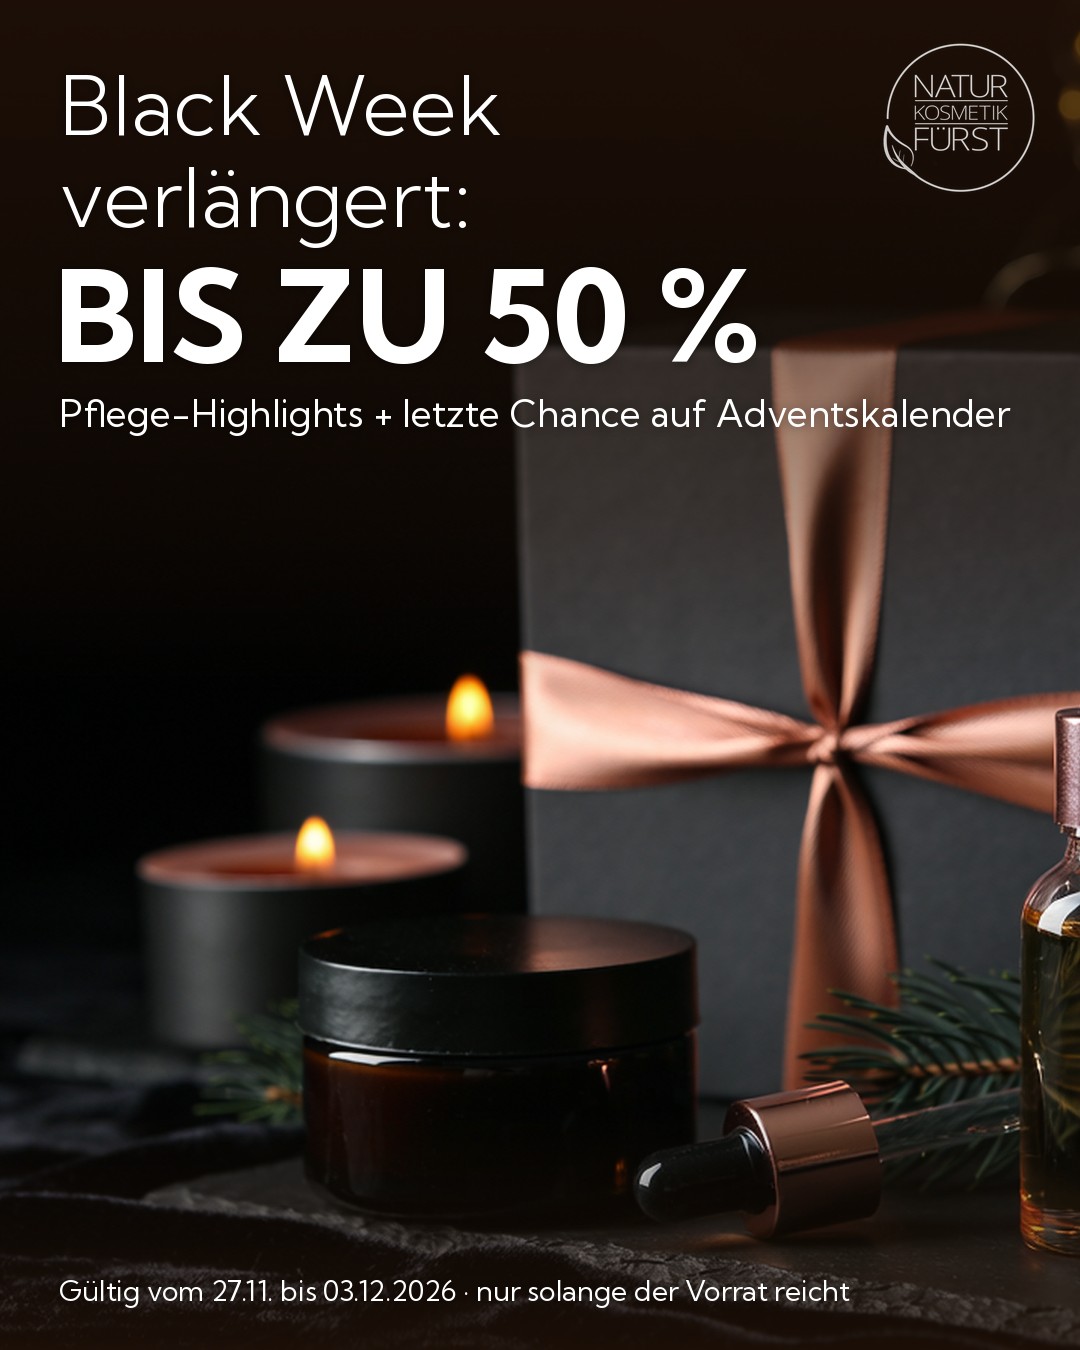 Black Week
verlängert:
BIS ZU 50 %
Pflege-Highlights + letzte Chance auf Adventskalender
NATUR
KOSMETIK
FÜRST
Gültig vom 27.11. bis 03.12.2026 · nur solange der Vorrat reicht